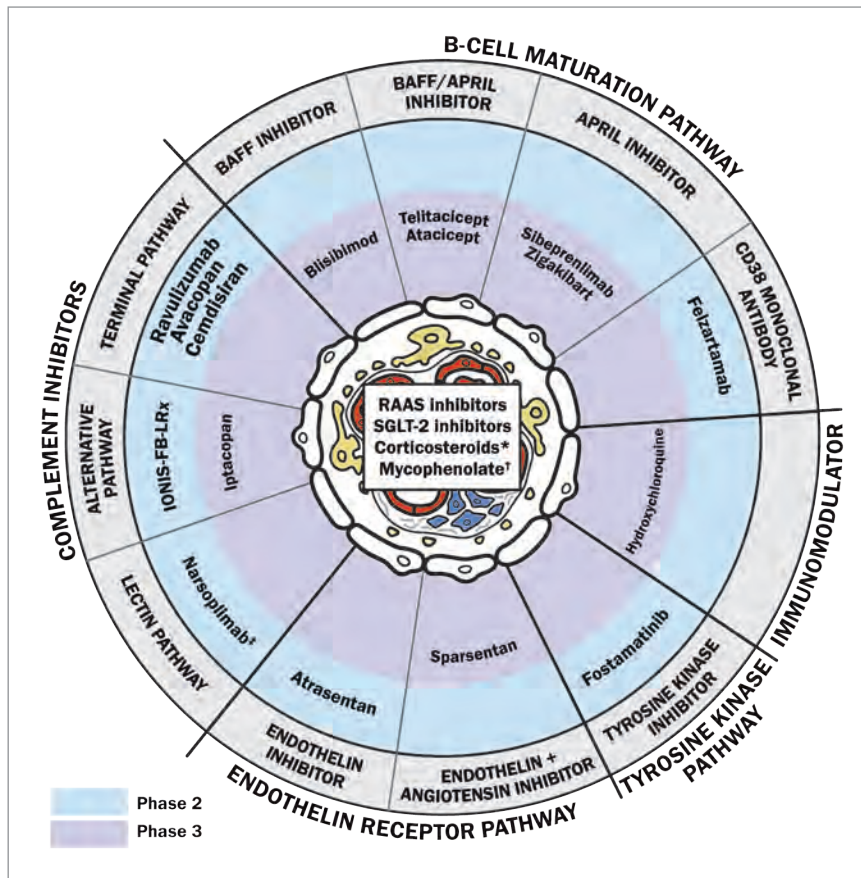 B-CELL MATURATION PATHWAY
BAFF INHIBITOR
BAFF/APRIL
INHIBITOR
APRIL INHIBITOR
CD38 MONOCLONAL
ANTIBODY
Blisibimod
Telitacicept
Atacicept
Sibeprenlimab
Zigakibart
Felzartamab
IMMUNOMODULATOR
Hydroxychloroquine
TYROSINE KINASE
PATHWAY
TYROSINE KINASE
INHIBITOR
Fostamatinib
ENDOTHELIN RECEPTOR PATHWAY
ENDOTHELIN +
ANGIOTENSIN INHIBITOR
Sparsentan
ENDOTHELIN
INHIBITOR
Atrasentan
COMPLEMENT INHIBITORS
LECTIN PATHWAY
Narsoplimab‡
ALTERNATIVE
PATHWAY
IONIS-FB-LRx
Iptacopan
TERMINAL PATHWAY
Ravulizumab
Avacopan
Cemdisiran
RAAS inhibitors
SGLT-2 inhibitors
Corticosteroids*
Mycophenolate†
Phase 2
Phase 3